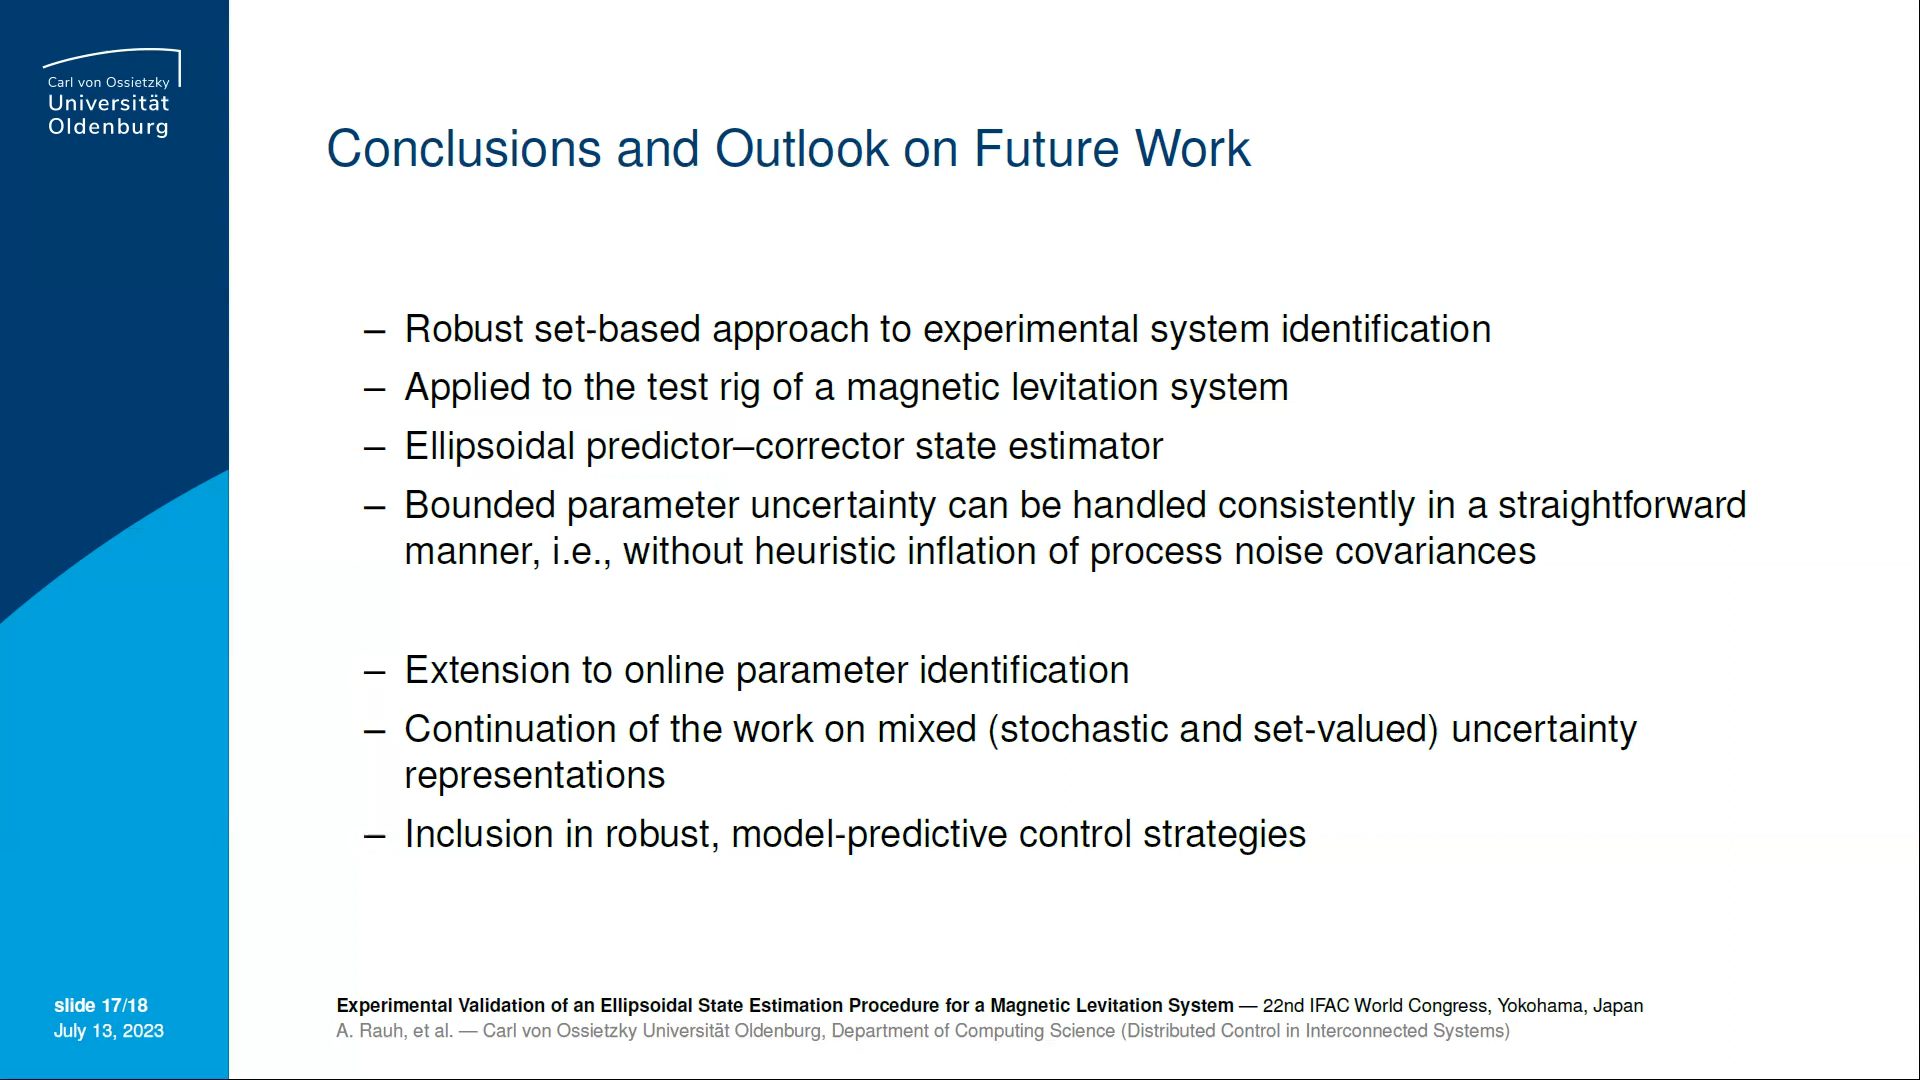 Carl von Ossietzky
Universität
Oldenburg
Conclusions and Outlook on Future Work
– Robust set-based approach to experimental system identification
– Applied to the test rig of a magnetic levitation system
– Ellipsoidal predictor–corrector state estimator
– Bounded parameter uncertainty can be handled consistently in a straightforward
manner, i.e., without heuristic inflation of process noise covariances
– Extension to online parameter identification
– Continuation of the work on mixed (stochastic and set-valued) uncertainty
representations
– Inclusion in robust, model-predictive control strategies
slide 17/18
July 13, 2023
Experimental Validation of an Ellipsoidal State Estimation Procedure for a Magnetic Levitation System — 22nd IFAC World Congress, Yokohama, Japan
A. Rauh, et al. — Carl von Ossietzky Universität Oldenburg, Department of Computing Science (Distributed Control in Interconnected Systems)